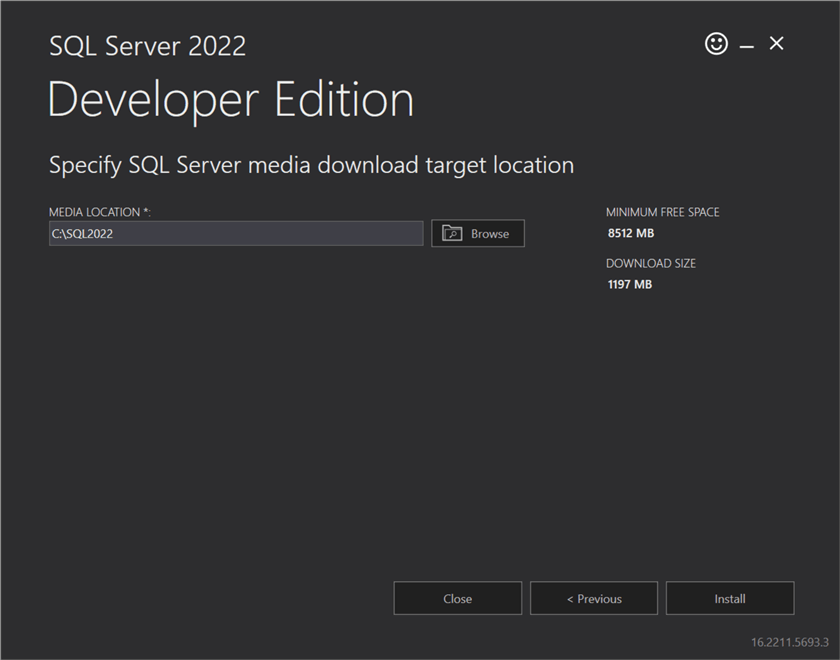 SQL Server 2022
Developer Edition
Specify SQL Server media download target location
MEDIA LOCATION *:
C:\SQL2022
Browse
MINIMUM FREE SPACE
8512 MB
DOWNLOAD SIZE
1197 MB
Close
< Previous
Install
16.2211.5693.3